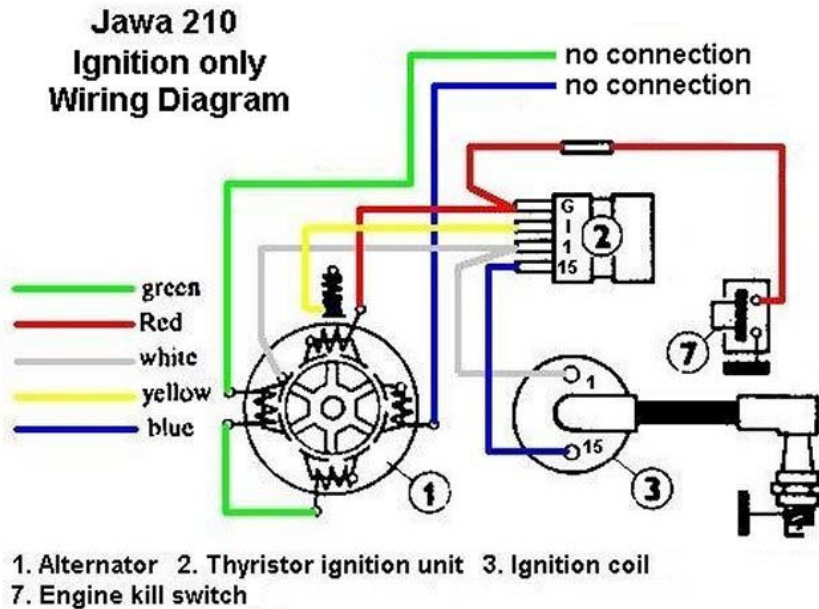 Jawa 210
Ignition only
Wiring Diagram
no connection
no connection
G
I
1
15
2
green
Red
white
yellow
blue
7
1
15
1
3
1. Alternator 2. Thyristor ignition unit 3. Ignition coil
7. Engine kill switch